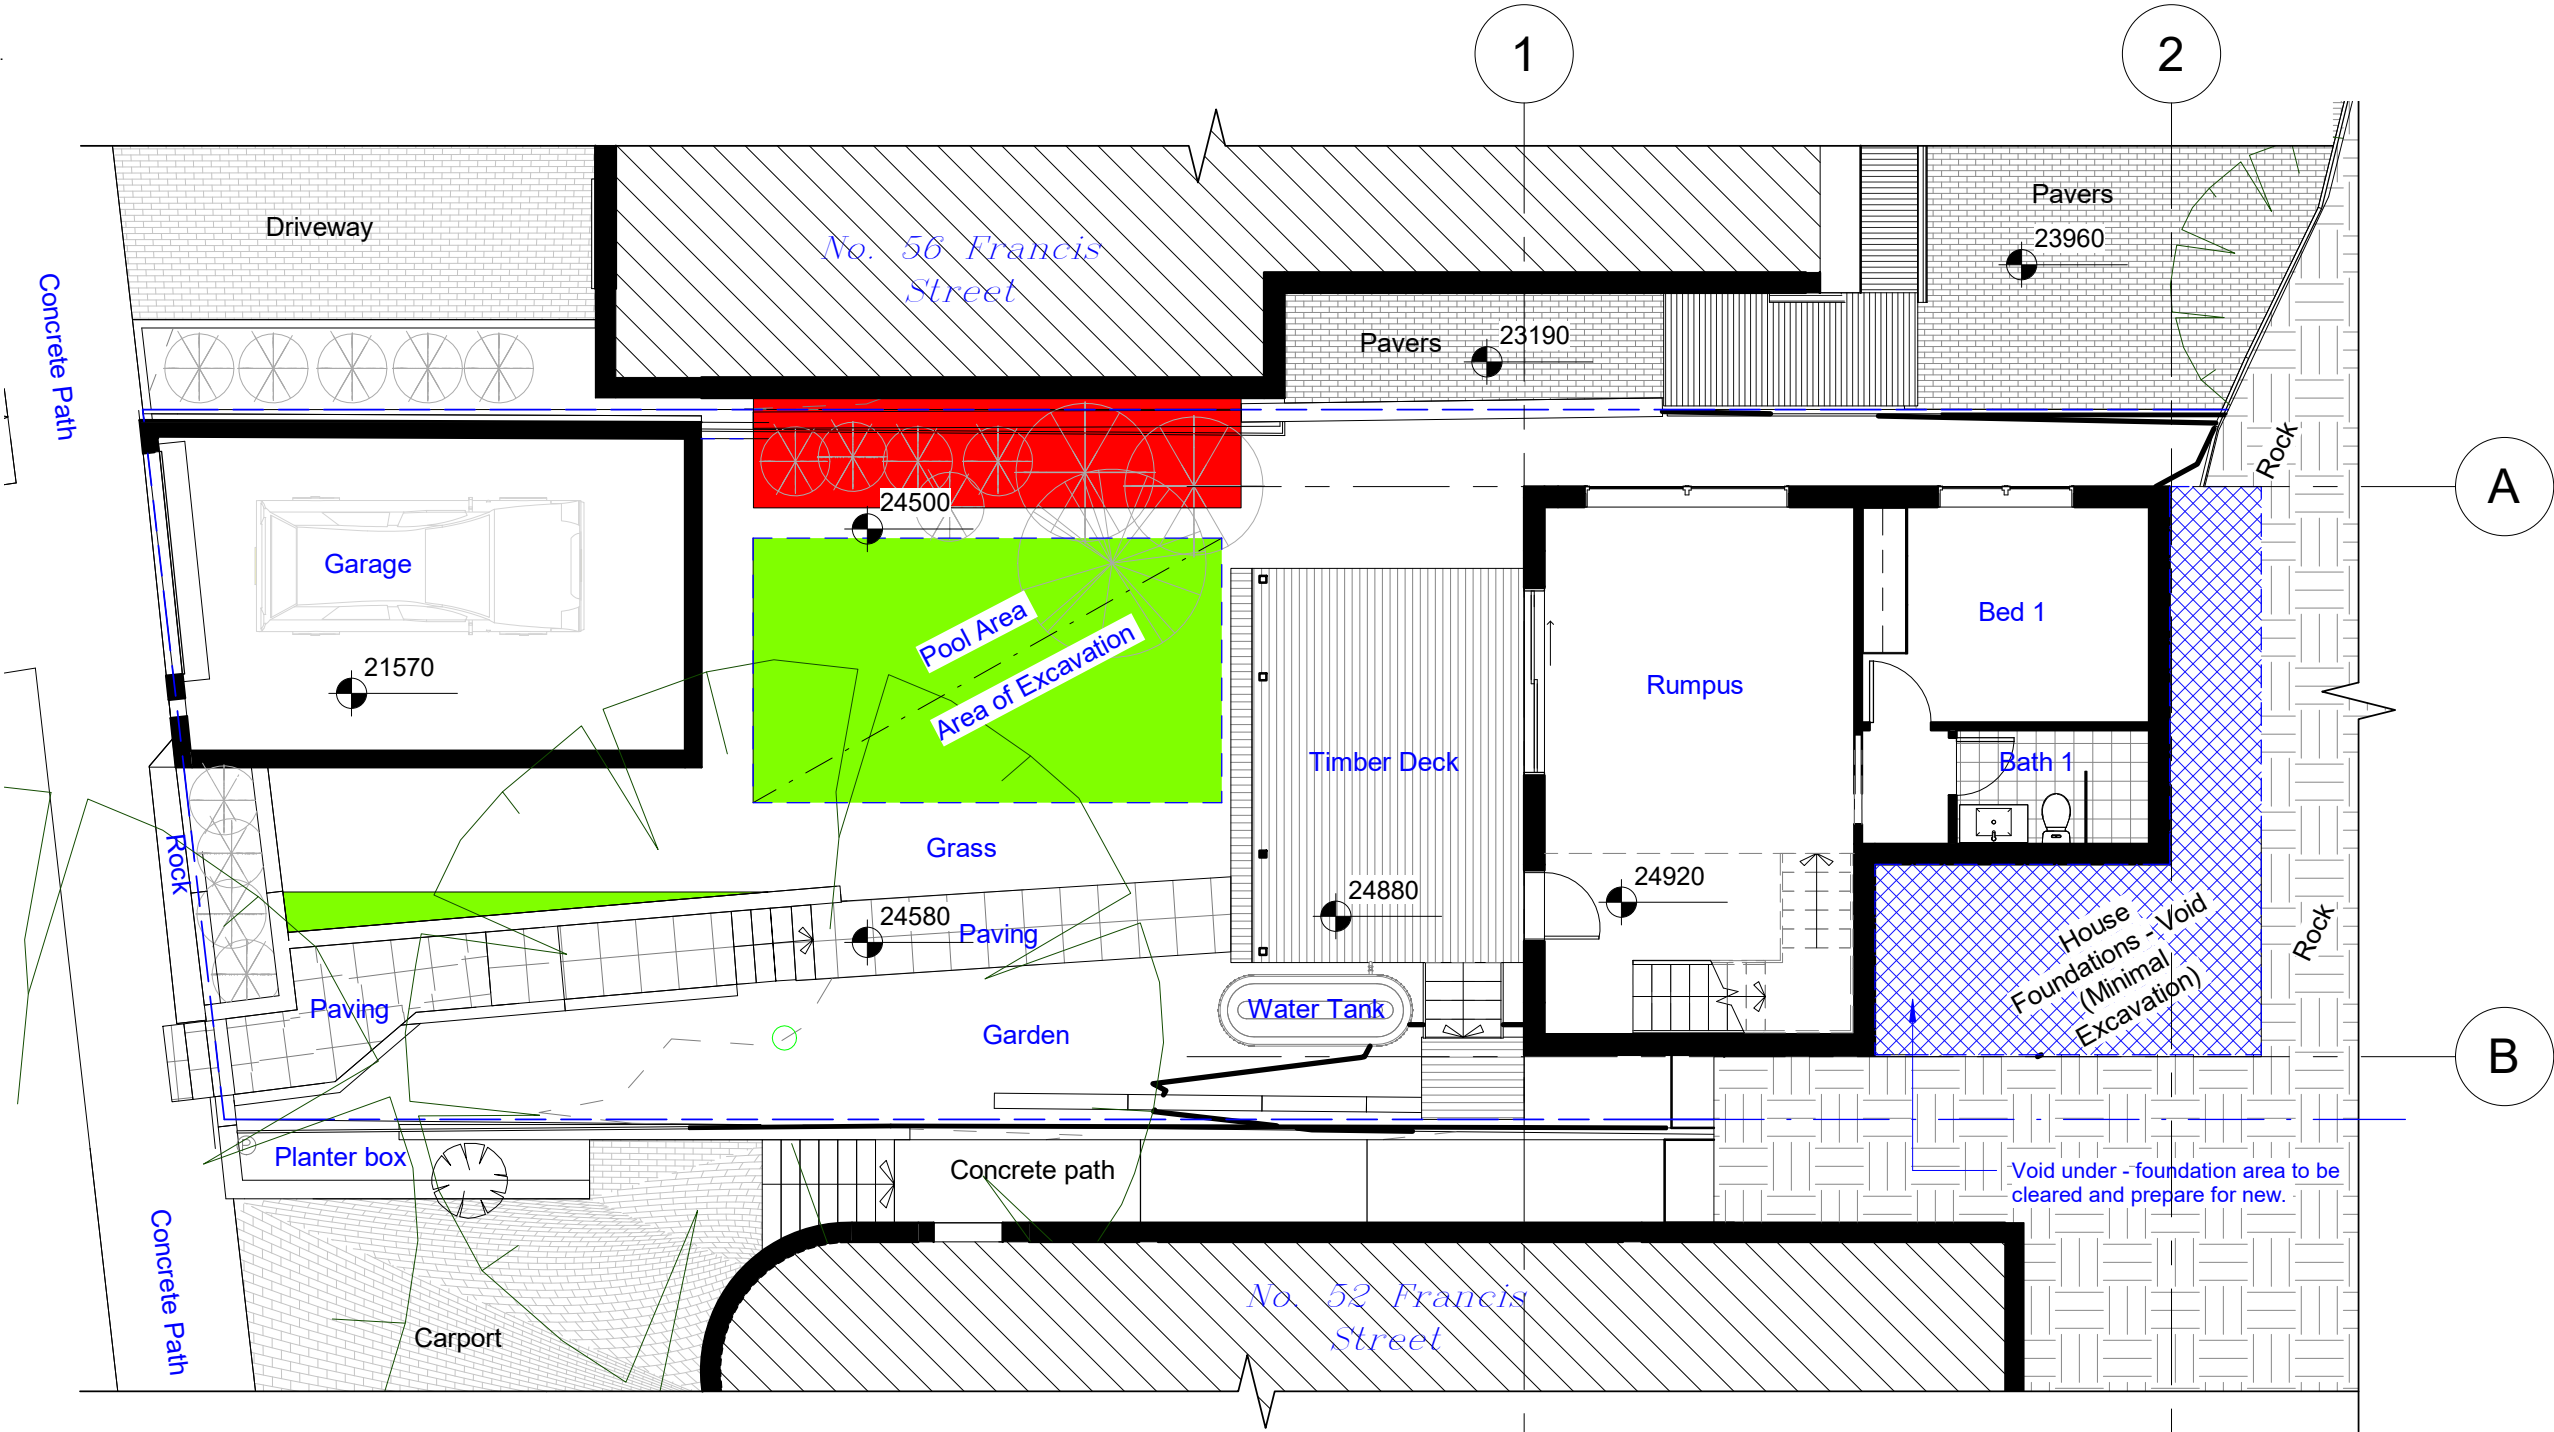 1
2
Driveway
No. 56 Francis
Street
Pavers
23960
Pavers
23190
Concrete Path
Rock
A
24500
Garage
21570
Pool Area
Area of Excavation
Bed 1
Rumpus
Timber Deck
Bath 1
Rock
Grass
24880
24920
24580
Paving
House
Foundations - Void
(Minimal
Excavation)
Rock
Paving
Water Tank
Garden
B
Planter box
Concrete path
Void under - foundation area to be
cleared and prepare for new.
Concrete Path
Carport
No. 52 Francis
Street